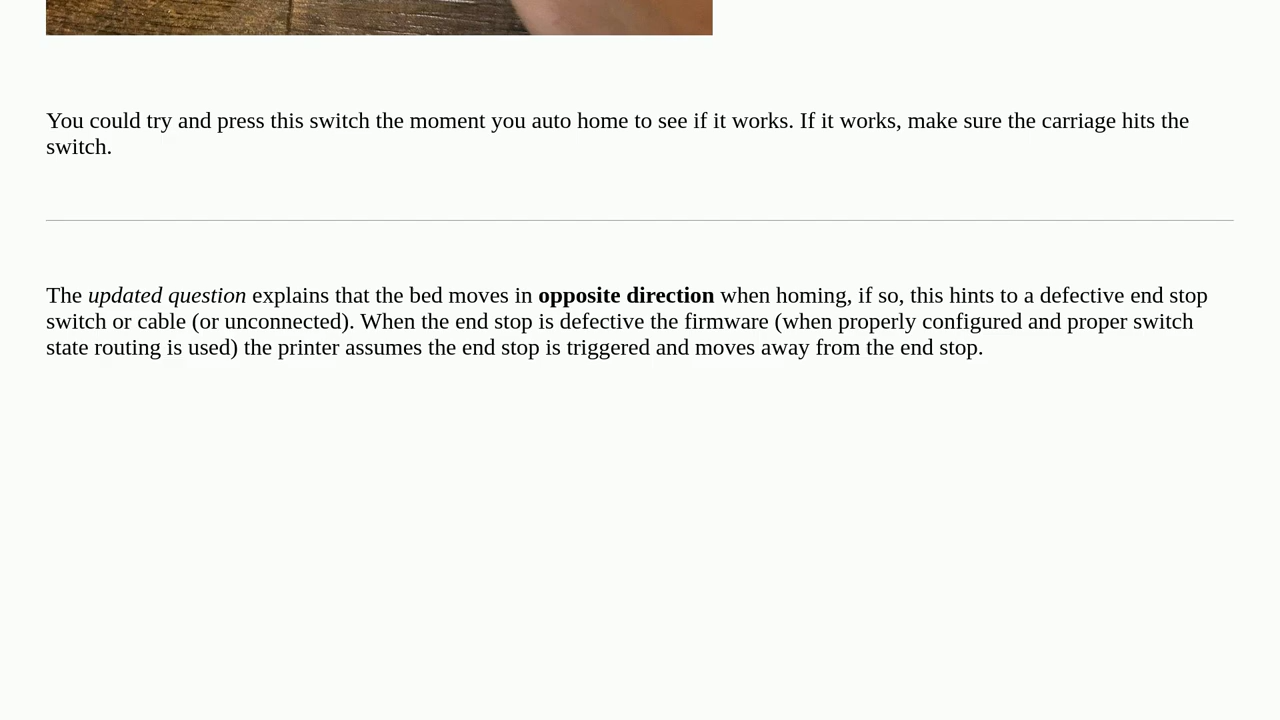 You could try and press this switch the moment you auto home to see if it works. If it works, make sure the carriage hits the
switch.
The updated question explains that the bed moves in opposite direction when homing, if so, this hints to a defective end stop
switch or cable (or unconnected). When the end stop is defective the firmware (when properly configured and proper switch
state routing is used) the printer assumes the end stop is triggered and moves away from the end stop.